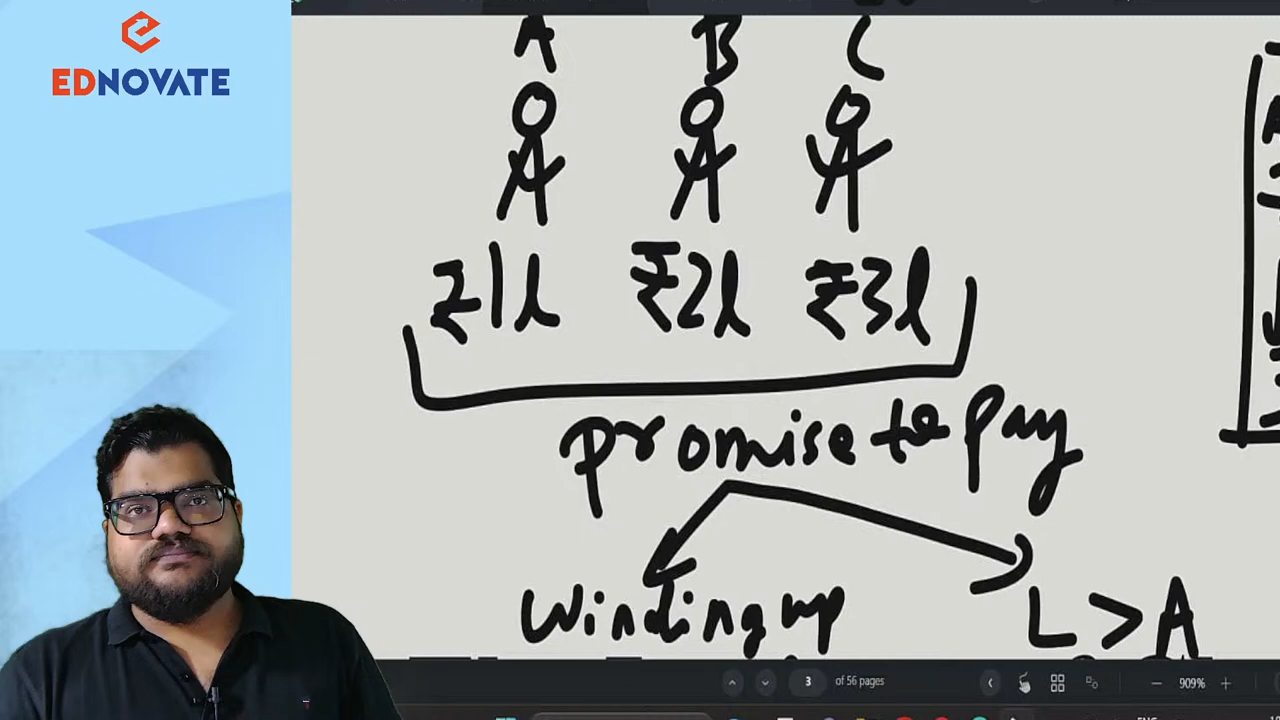 EDNOVATE
A B C
₹1l ₹2l ₹3l
promise to pay
Winding up
L > A
3 of 56 pages
909%